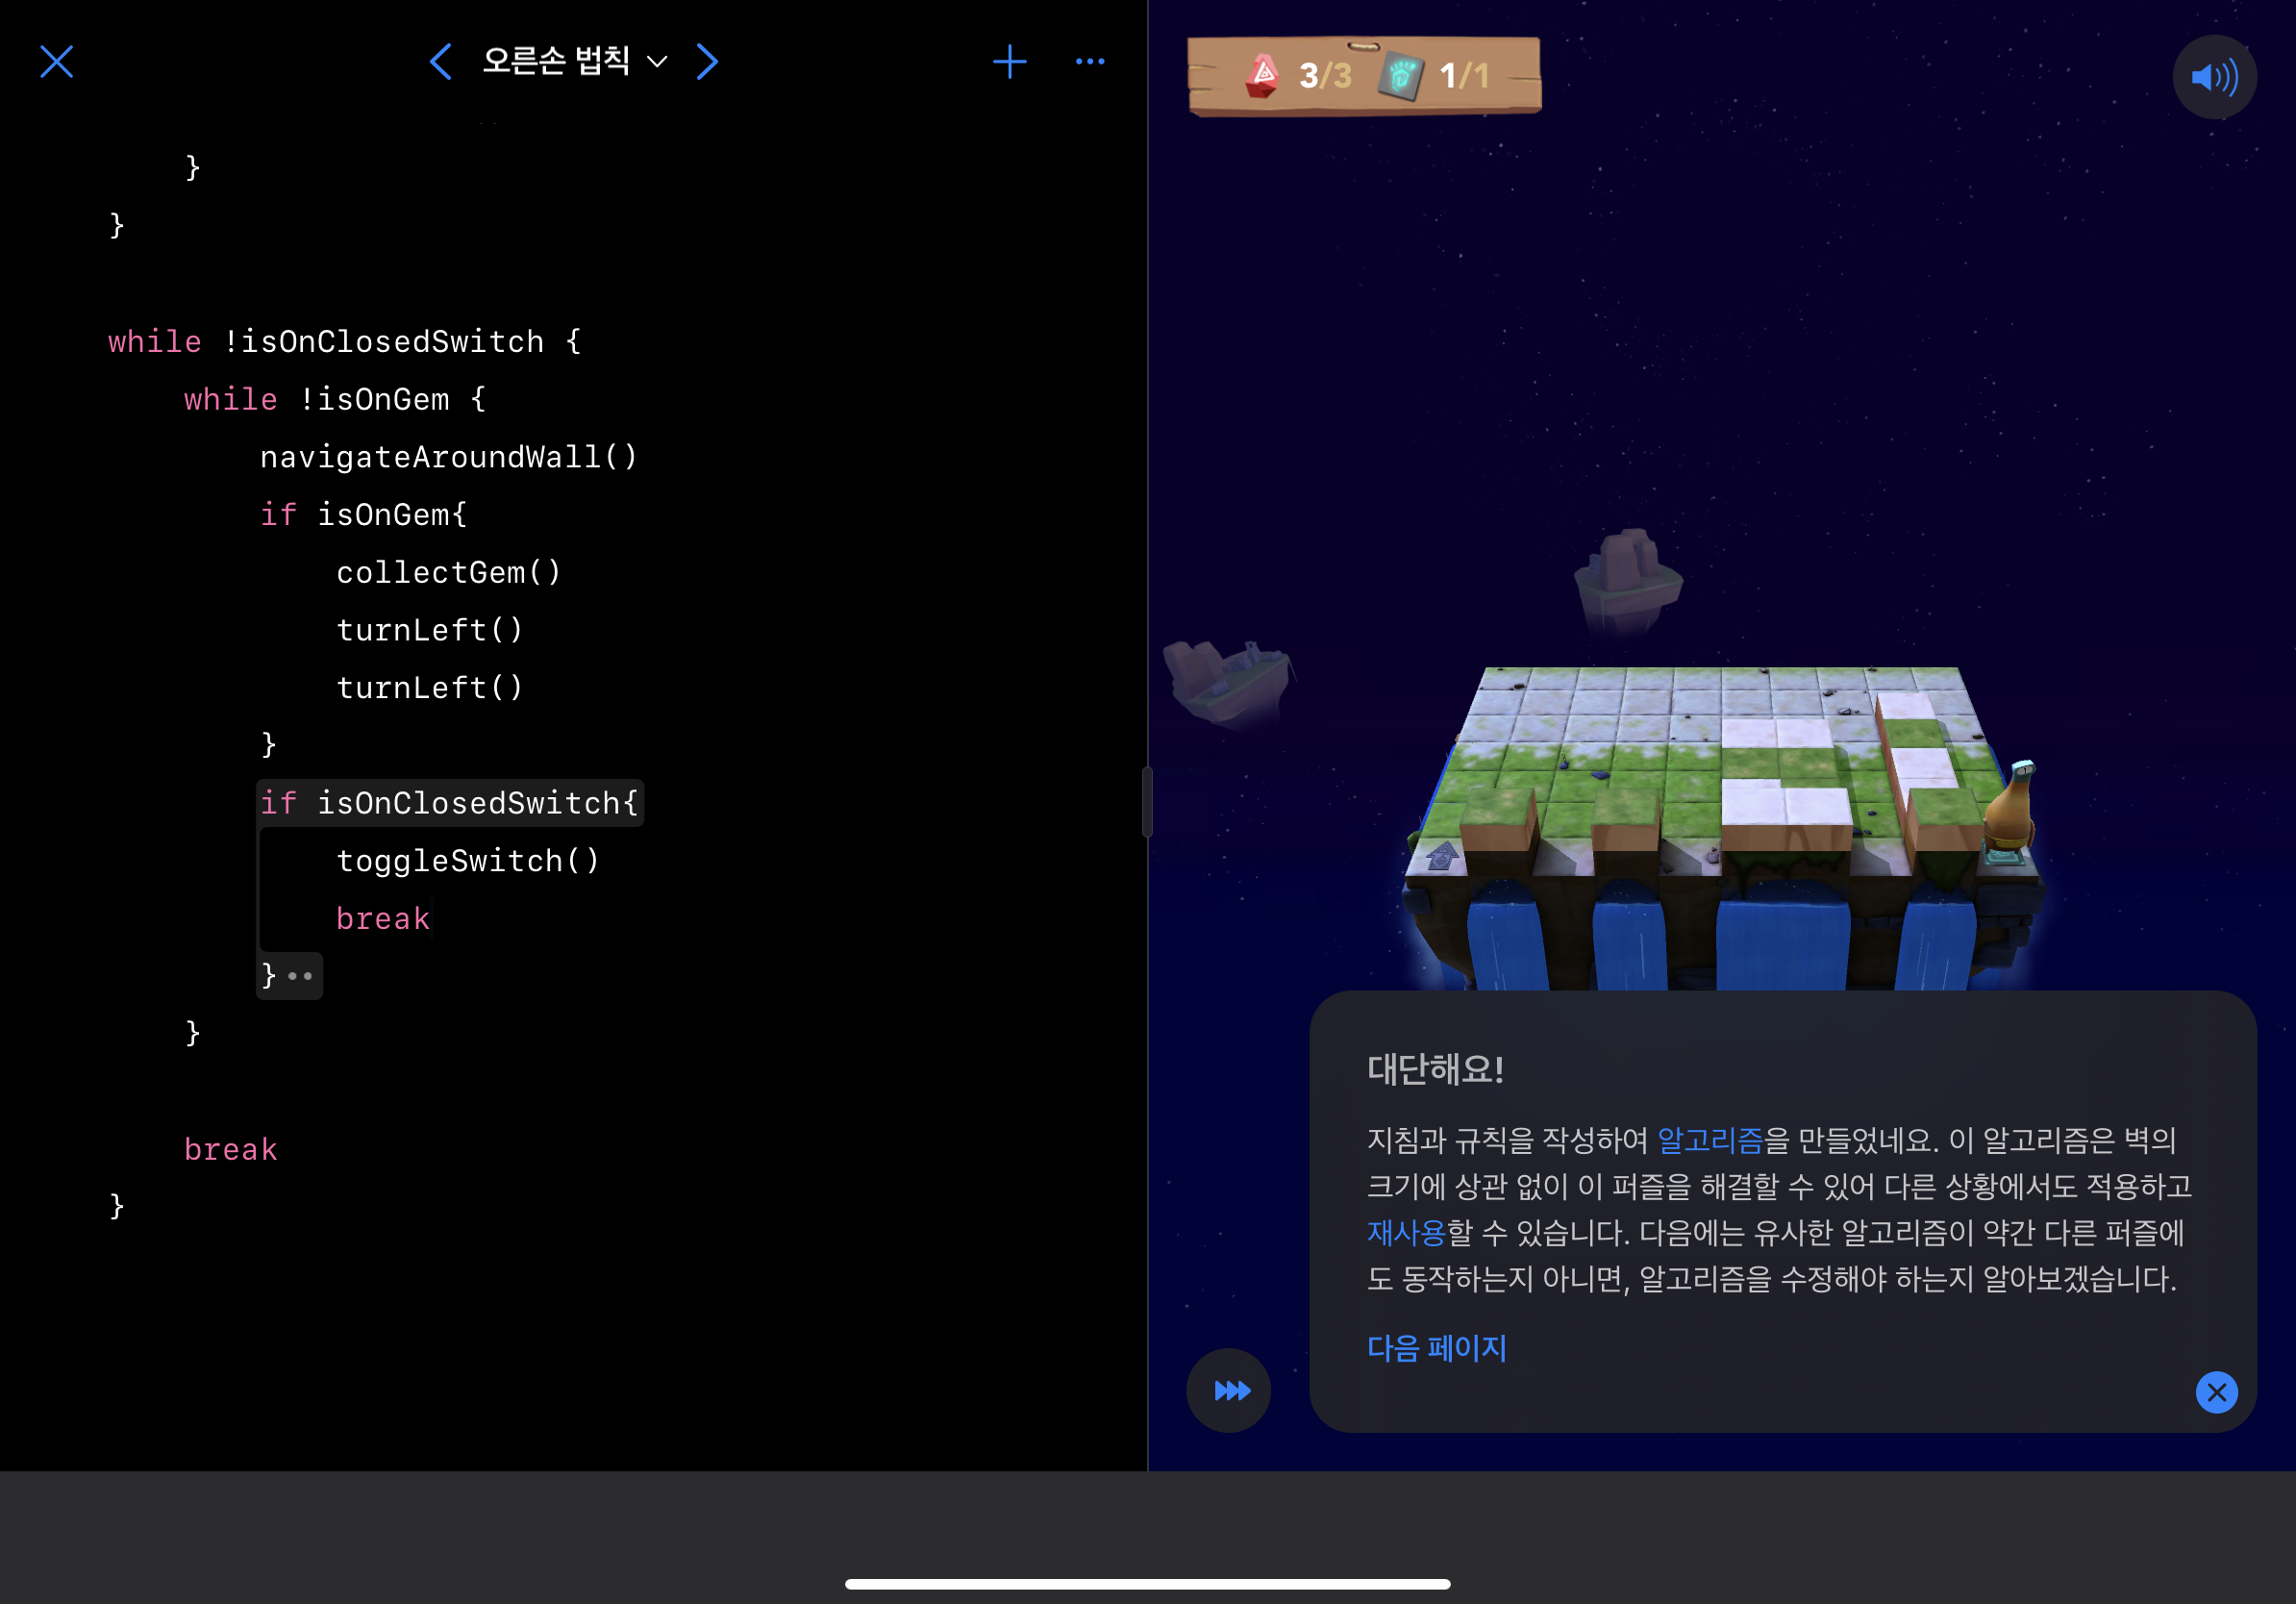 오른손 법칙
}
}
while !isOnClosedSwitch {
while !isOnGem {
navigateAroundWall()
if isOnGem{
collectGem()
turnLeft()
turnLeft()
}
if isOnClosedSwitch{
toggleSwitch()
break
}
}
break
}
3/3 1/1
대단해요!
지침과 규칙을 작성하여 알고리즘을 만들었네요. 이 알고리즘은 벽의
크기에 상관 없이 이 퍼즐을 해결할 수 있어 다른 상황에서도 적용하고
재사용할 수 있습니다. 다음에는 유사한 알고리즘이 약간 다른 퍼즐에
도 동작하는지 아니면, 알고리즘을 수정해야 하는지 알아보겠습니다.
다음 페이지